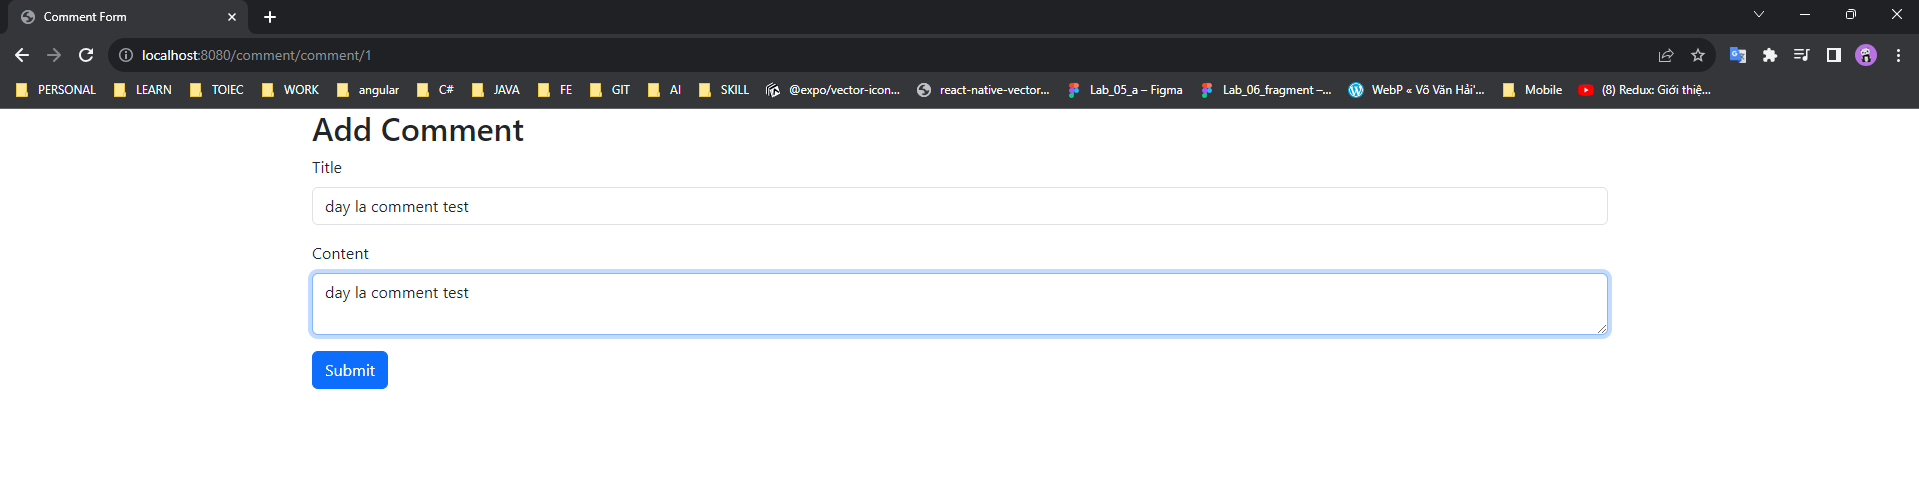 Comment Form
localhost:8080/comment/comment/1
PERSONAL LEARN TOIEC WORK angular C# JAVA FE GIT AI SKILL @expo/vector-icon... react-native-vector... Lab_05_a – Figma Lab_06_fragment –... WebP « Võ Văn Hải'... Mobile (8) Redux: Giới thiệ...
Add Comment
Title
day la comment test
Content
day la comment test
Submit